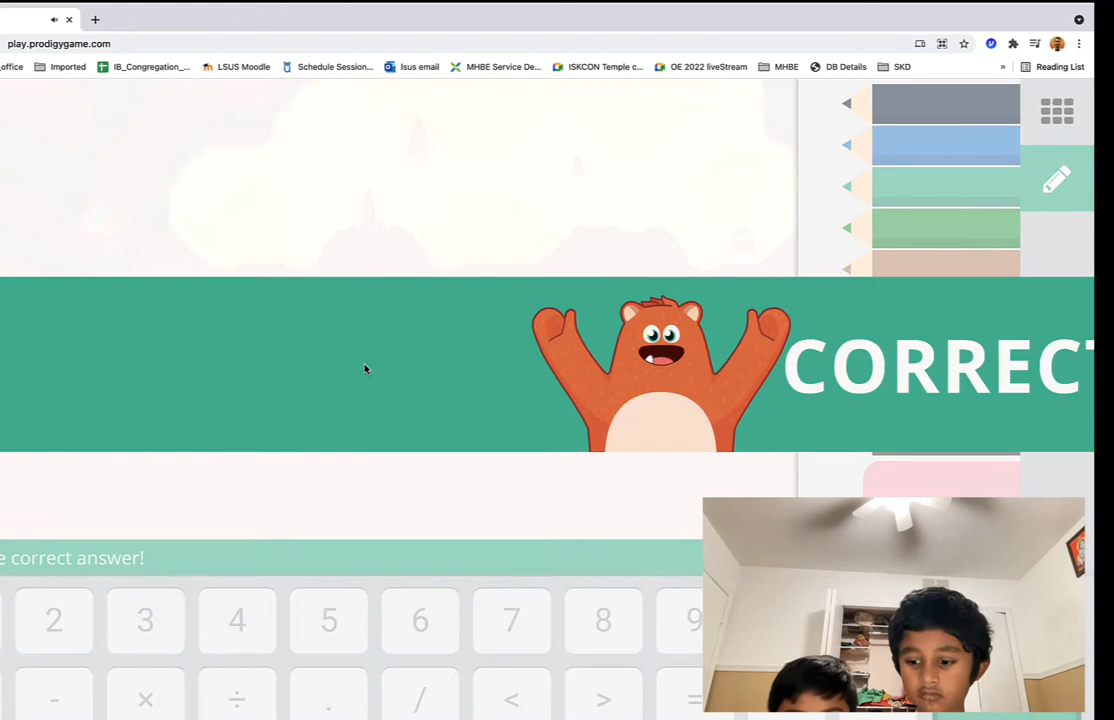 play.prodigygame.com
office Imported IB_Congregation_... LSUS Moodle Schedule Session... lsus email MHBE Service De... ISKCON Temple c... OE 2022 liveStream MHBE DB Details SKD » Reading List
CORRECT
e correct answer!
2 3 4 5 6 7 8 9
- × ÷ . / < > =